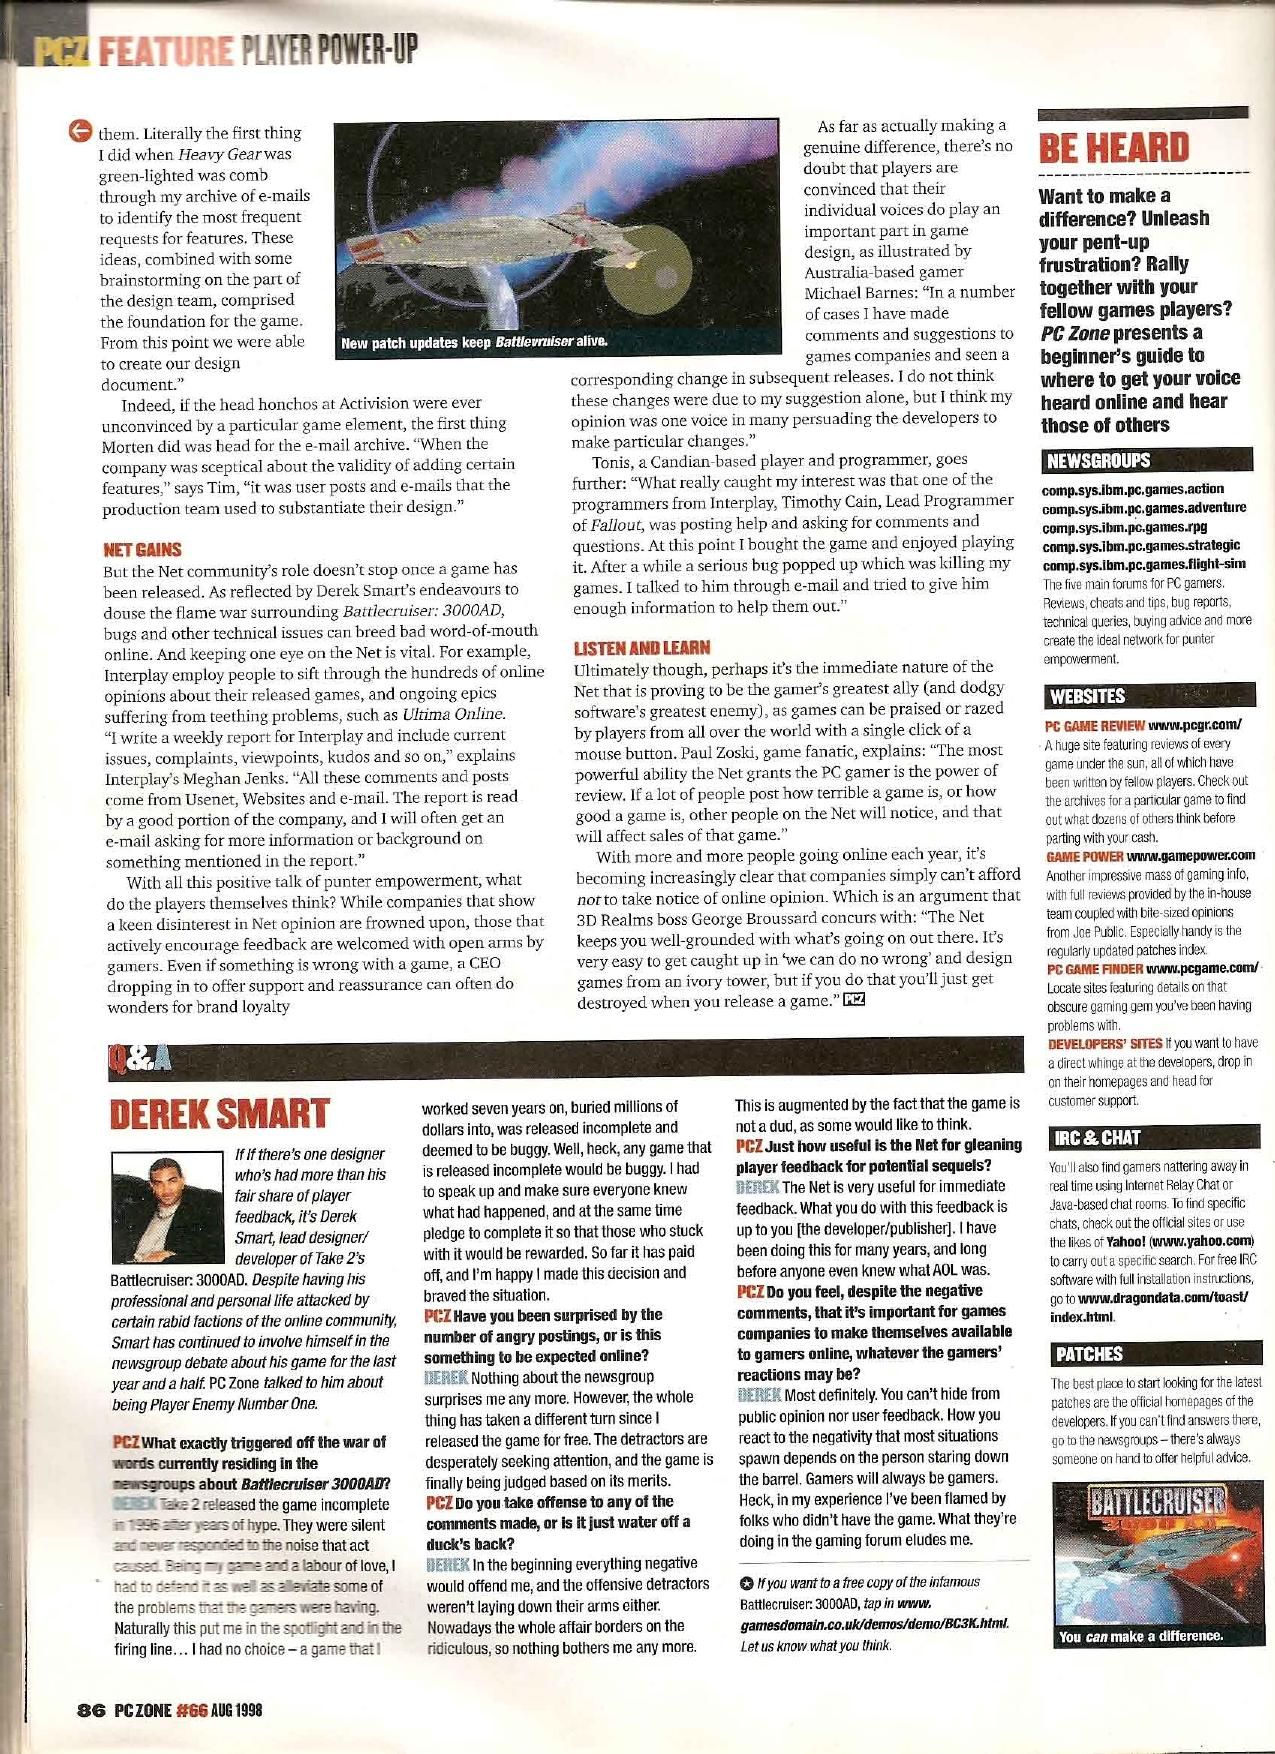 PCZ FEATURE PLAYER POWER-UP
them. Literally the first thing
I did when Heavy Gear was
green-lighted was comb
through my archive of e-mails
to identify the most frequent
requests for features. These
ideas, combined with some
brainstorming on the part of
the design team, comprised
the foundation for the game.
From this point we were able
to create our design
document.”
Indeed, if the head honchos at Activision were ever
unconvinced by a particular game element, the first thing
Morten did was head for the e-mail archive. “When the
company was sceptical about the validity of adding certain
features,” says Tim, “it was user posts and e-mails that the
production team used to substantiate their design.”
NET GAINS
But the Net community’s role doesn’t stop once a game has
been released. As reflected by Derek Smart’s endeavours to
douse the flame war surrounding Battlecruiser: 3000AD,
bugs and other technical issues can breed bad word-of-mouth
online. And keeping one eye on the Net is vital. For example,
Interplay employ people to sift through the hundreds of online
opinions about their released games, and ongoing epics
suffering from teething problems, such as Ultima Online.
“I write a weekly report for Interplay and include current
issues, complaints, viewpoints, kudos and so on,” explains
Interplay’s Meghan Jenks. “All these comments and posts
come from Usenet, Websites and e-mail. The report is read
by a good portion of the company, and I will often get an
e-mail asking for more information or background on
something mentioned in the report.”
With all this positive talk of punter empowerment, what
do the players themselves think? While companies that show
a keen disinterest in Net opinion are frowned upon, those that
actively encourage feedback are welcomed with open arms by
gamers. Even if something is wrong with a game, a CEO
dropping in to offer support and reassurance can often do
wonders for brand loyalty
New patch updates keep Battlecruiser alive.
As far as actually making a
genuine difference, there’s no
doubt that players are
convinced that their
individual voices do play an
important part in game
design, as illustrated by
Australia-based gamer
Michael Barnes: “In a number
of cases I have made
comments and suggestions to
games companies and seen a
corresponding change in subsequent releases. I do not think
these changes were due to my suggestion alone, but I think my
opinion was one voice in many persuading the developers to
make particular changes.”
Tonis, a Candian-based player and programmer, goes
further: “What really caught my interest was that one of the
programmers from Interplay, Timothy Cain, Lead Programmer
of Fallout, was posting help and asking for comments and
questions. At this point I bought the game and enjoyed playing
it. After a while a serious bug popped up which was killing my
games. I talked to him through e-mail and tried to give him
enough information to help them out.”
LISTEN AND LEARN
Ultimately though, perhaps it’s the immediate nature of the
Net that is proving to be the gamer’s greatest ally (and dodgy
software’s greatest enemy), as games can be praised or razed
by players from all over the world with a single click of a
mouse button. Paul Zoski, game fanatic, explains: “The most
powerful ability the Net grants the PC gamer is the power of
review. If a lot of people post how terrible a game is, or how
good a game is, other people on the Net will notice, and that
will affect sales of that game.”
With more and more people going online each year, it’s
becoming increasingly clear that companies simply can’t afford
not to take notice of online opinion. Which is an argument that
3D Realms boss George Broussard concurs with: “The Net
keeps you well-grounded with what’s going on out there. It’s
very easy to get caught up in ‘we can do no wrong’ and design
games from an ivory tower, but if you do that you’ll just get
destroyed when you release a game.” PCZ
BE HEARD
Want to make a
difference? Unleash
your pent-up
frustration? Rally
together with your
fellow games players?
PC Zone presents a
beginner’s guide to
where to get your voice
heard online and hear
those of others
NEWSGROUPS
comp.sys.ibm.pc.games.action
comp.sys.ibm.pc.games.adventure
comp.sys.ibm.pc.games.rpg
comp.sys.ibm.pc.games.strategic
comp.sys.ibm.pc.games.flight-sim
The five main forums for PC gamers.
Reviews, cheats and tips, bug reports,
technical queries, buying advice and more
create the ideal network for punter
empowerment.
WEBSITES
PC GAME REVIEW www.pcgr.com/
A huge site featuring reviews of every
game under the sun, all of which have
been written by fellow players. Check out
the archives for a particular game to find
out what dozens of others think before
parting with your cash.
GAME POWER www.gamepower.com
Another impressive mass of gaming info,
with full reviews provided by the in-house
team coupled with bite-sized opinions
from Joe Public. Especially handy is the
regularly updated patches index.
PC GAME FINDER www.pcgame.com/
Locate sites featuring details on that
obscure gaming gem you’ve been having
problems with.
DEVELOPERS’ SITES If you want to have
a direct whinge at the developers, drop in
on their homepages and head for
customer support.
IRC & CHAT
You’ll also find gamers nattering away in
real time using Internet Relay Chat or
Java-based chat rooms. To find specific
chats, check out the official sites or use
the likes of Yahoo! (www.yahoo.com)
to carry out a specific search. For free IRC
software with full installation instructions,
go to www.dragondata.com/toast/
index.html.
PATCHES
The best place to start looking for the latest
patches are the official homepages of the
developers. If you can’t find answers there,
go to the newsgroups – there’s always
someone on hand to offer helpful advice.
BATTLECRUISER
You can make a difference.
Q&A
DEREK SMART
If if there’s one designer
who’s had more than his
fair share of player
feedback, it’s Derek
Smart, lead designer/
developer of Take 2’s
Battlecruiser: 3000AD. Despite having his
professional and personal life attacked by
certain rabid factions of the online community,
Smart has continued to involve himself in the
newsgroup debate about his game for the last
year and a half. PC Zone talked to him about
being Player Enemy Number One.
PCZ What exactly triggered off the war of
words currently residing in the
newsgroups about Battlecruiser 3000AD?
DEREK Take 2 released the game incomplete
in 1996 after years of hype. They were silent
and never responded to the noise that act
caused. Being my game and a labour of love, I
had to defend it as well as alleviate some of
the problems that the gamers were having.
Naturally this put me in the spotlight and in the
firing line... I had no choice – a game that I
worked seven years on, buried millions of
dollars into, was released incomplete and
deemed to be buggy. Well, heck, any game that
is released incomplete would be buggy. I had
to speak up and make sure everyone knew
what had happened, and at the same time
pledge to complete it so that those who stuck
with it would be rewarded. So far it has paid
off, and I’m happy I made this decision and
braved the situation.
PCZ Have you been surprised by the
number of angry postings, or is this
something to be expected online?
DEREK Nothing about the newsgroup
surprises me any more. However, the whole
thing has taken a different turn since I
released the game for free. The detractors are
desperately seeking attention, and the game is
finally being judged based on its merits.
PCZ Do you take offense to any of the
comments made, or is it just water off a
duck’s back?
DEREK In the beginning everything negative
would offend me, and the offensive detractors
weren’t laying down their arms either.
Nowadays the whole affair borders on the
ridiculous, so nothing bothers me any more.
This is augmented by the fact that the game is
not a dud, as some would like to think.
PCZ Just how useful is the Net for gleaning
player feedback for potential sequels?
DEREK The Net is very useful for immediate
feedback. What you do with this feedback is
up to you [the developer/publisher]. I have
been doing this for many years, and long
before anyone even knew what AOL was.
PCZ Do you feel, despite the negative
comments, that it’s important for games
companies to make themselves available
to gamers online, whatever the gamers’
reactions may be?
DEREK Most definitely. You can’t hide from
public opinion nor user feedback. How you
react to the negativity that most situations
spawn depends on the person staring down
the barrel. Gamers will always be gamers.
Heck, in my experience I’ve been flamed by
folks who didn’t have the game. What they’re
doing in the gaming forum eludes me.
If you want to a free copy of the infamous
Battlecruiser: 3000AD, tap in www.
gamesdomain.co.uk/demos/demo/BC3K.html.
Let us know what you think.
86 PC ZONE #66 AUG 1998